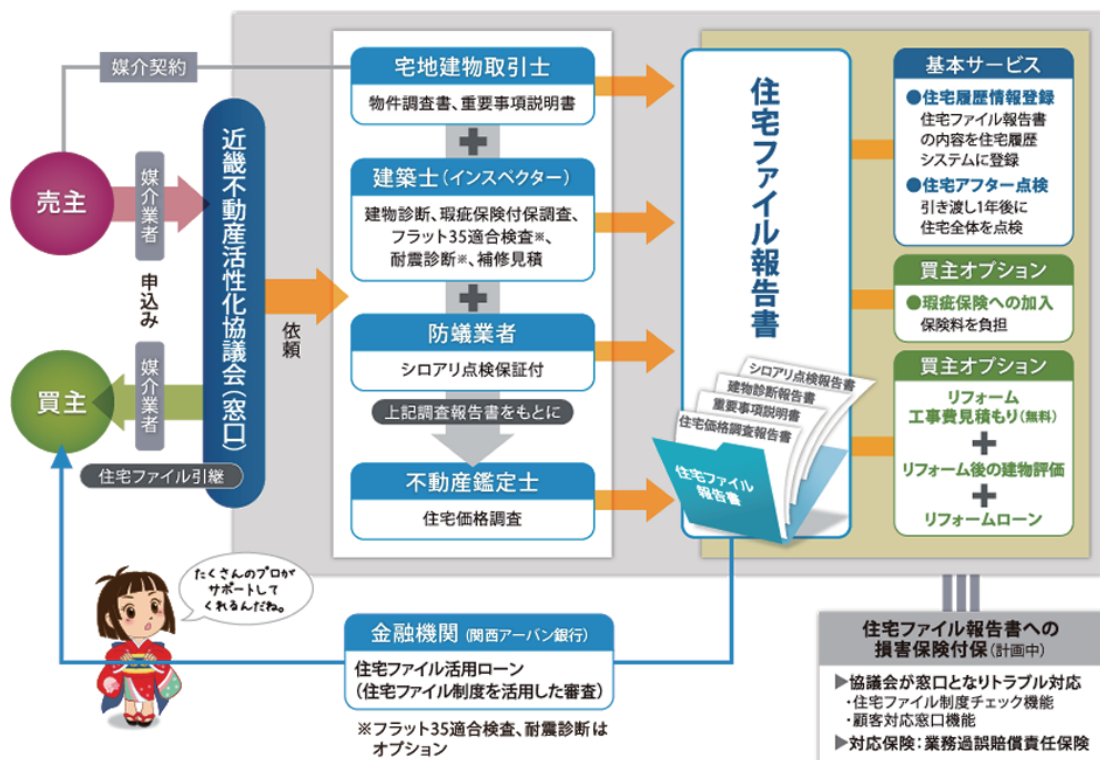 媒介契約
売主
媒介業者
申込み
買主
媒介業者
住宅ファイル引継
近畿不動産活性化協議会(窓口)
依頼
宅地建物取引士
物件調査書、重要事項説明書
建築士(インスペクター)
建物診断、瑕疵保険付保調査、
フラット35適合検査※、
耐震診断※、補修見積
防蟻業者
シロアリ点検保証付
上記調査報告書をもとに
不動産鑑定士
住宅価格調査
住宅ファイル報告書
シロアリ点検報告書
建物診断報告書
重要事項説明書
住宅価格調査報告書
住宅ファイル
報告書
基本サービス
●住宅履歴情報登録
住宅ファイル報告書
の内容を住宅履歴
システムに登録
●住宅アフター点検
引き渡し1年後に
住宅全体を点検
買主オプション
●瑕疵保険への加入
保険料を負担
買主オプション
リフォーム
工事費見積もり(無料)
リフォーム後の建物評価
リフォームローン
たくさんのプロが
サポートして
くれるんだね。
金融機関(関西アーバン銀行)
住宅ファイル活用ローン
(住宅ファイル制度を活用した審査)
※フラット35適合検査、耐震診断は
オプション
住宅ファイル報告書への
損害保険付保(計画中)
▶協議会が窓口となりトラブル対応
・住宅ファイル制度チェック機能
・顧客対応窓口機能
▶対応保険:業務過誤賠償責任保険